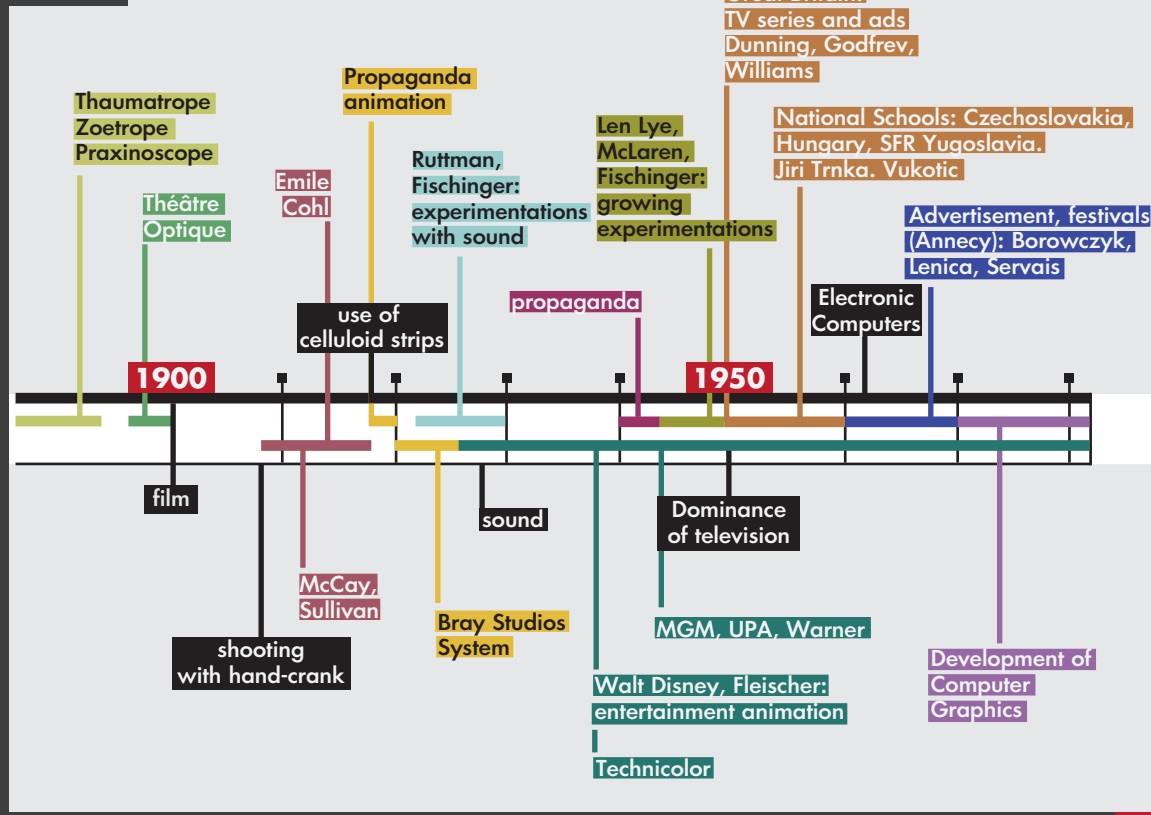 TV series and ads
Dunning, Godfrev,
Williams
Propaganda
animation
Thaumatrope
Zoetrope
Praxinoscope
National Schools: Czechoslovakia,
Hungary, SFR Yugoslavia.
Jiri Trnka. Vukotic
Len Lye,
McLaren,
Fischinger:
growing
experimentations
Ruttman,
Fischinger:
experimentations
with sound
Emile
Cohl
Théâtre
Optique
Advertisement, festivals
(Annecy): Borowczyk,
Lenica, Servais
propaganda
Electronic
Computers
use of
celluloid strips
1900
1950
film
sound
Dominance
of television
McCay,
Sullivan
Bray Studios
System
MGM, UPA, Warner
shooting
with hand-crank
Development of
Computer
Graphics
Walt Disney, Fleischer:
entertainment animation
Technicolor